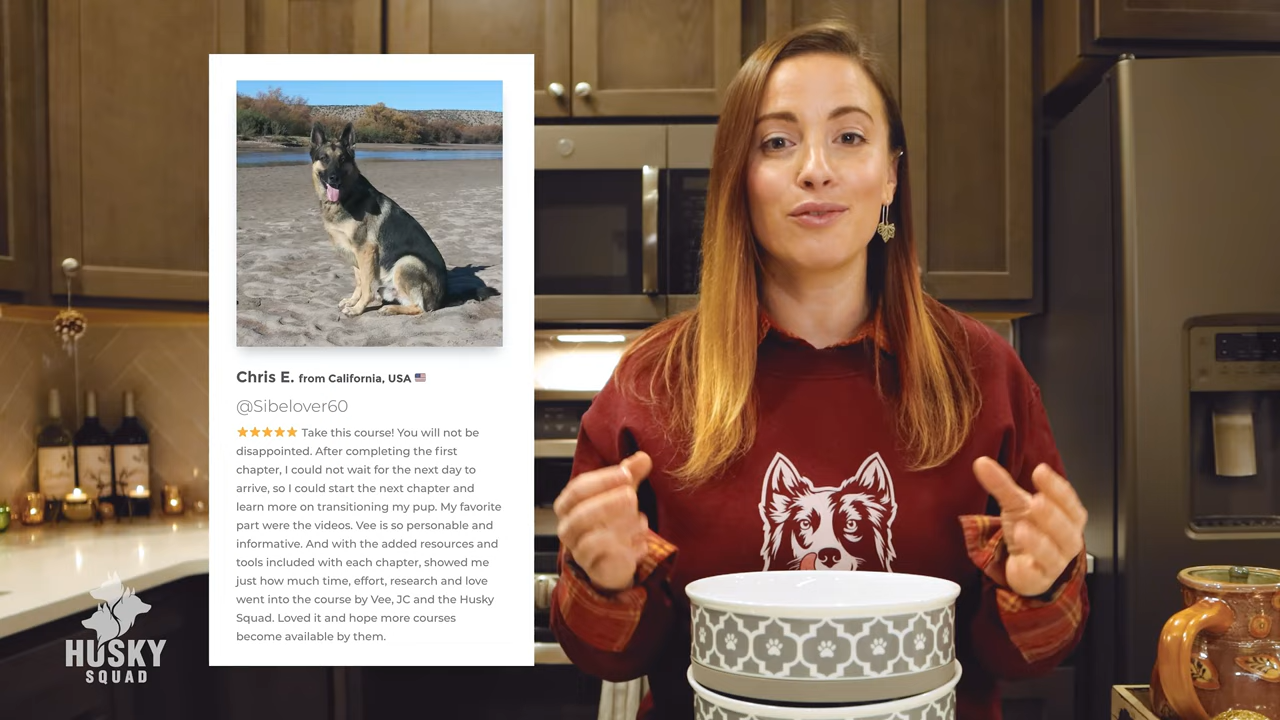 Chris E. from California, USA 🇺🇸
@Sibelover60
⭐⭐⭐⭐⭐ Take this course! You will not be
disappointed. After completing the first
chapter, I could not wait for the next day to
arrive, so I could start the next chapter and
learn more on transitioning my pup. My favorite
part were the videos. Vee is so personable and
informative. And with the added resources and
tools included with each chapter, showed me
just how much time, effort, research and love
went into the course by Vee, JC and the Husky
Squad. Loved it and hope more courses
become available by them.
HUSKY
SQUAD